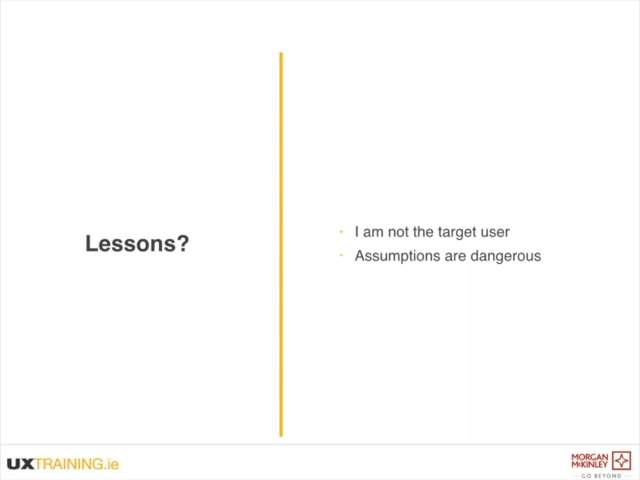 Lessons?
I am not the target user
Assumptions are dangerous
UXTRAINING.ie
MORGAN
McKINLEY
GO BEYOND